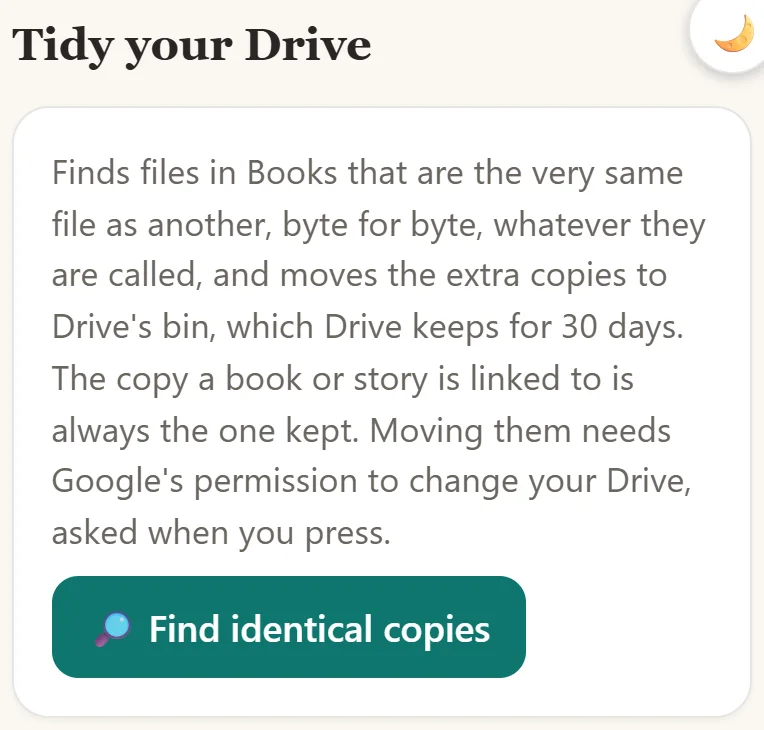 Tidy your Drive
Finds files in Books that are the very same
file as another, byte for byte, whatever they
are called, and moves the extra copies to
Drive's bin, which Drive keeps for 30 days.
The copy a book or story is linked to is
always the one kept. Moving them needs
Google's permission to change your Drive,
asked when you press.
Find identical copies